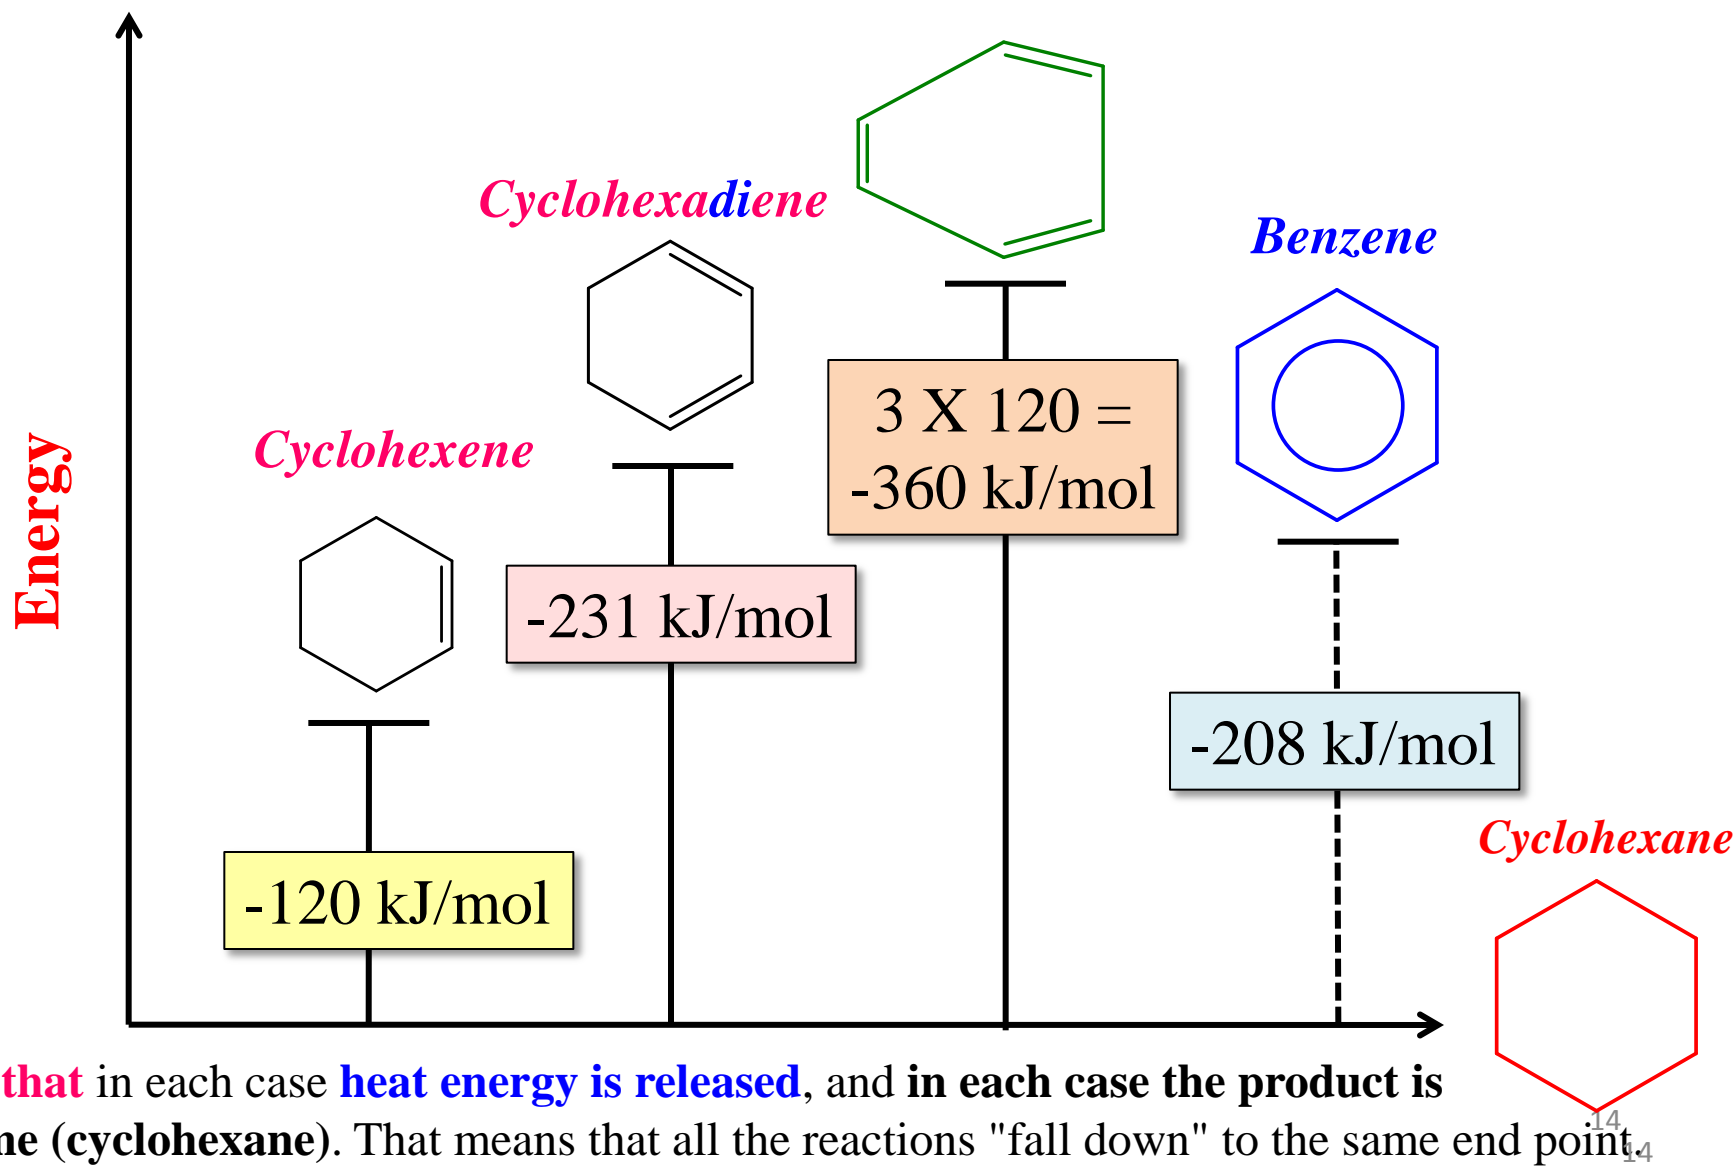 Energy
Cyclohexadiene
Benzene
Cyclohexene
3 X 120 =
-360 kJ/mol
-231 kJ/mol
-208 kJ/mol
-120 kJ/mol
Cyclohexane
that in each case heat energy is released, and in each case the product is
(cyclohexane). That means that all the reactions "fall down" to the same end point.
14
14